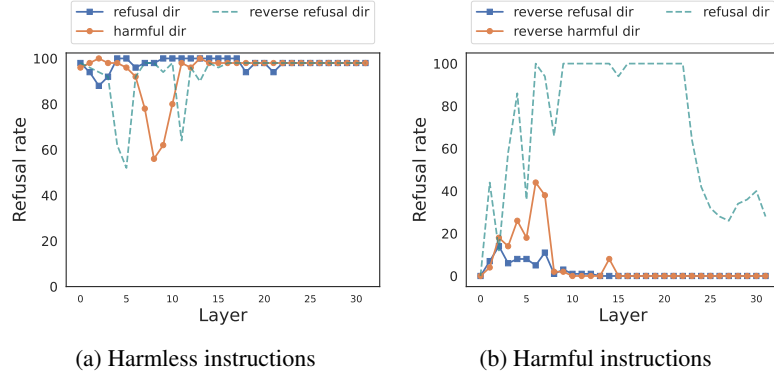 refusal dir
harmful dir
reverse refusal dir
Refusal rate
100
80
60
40
20
0
0 5 10 15 20 25 30
Layer
(a) Harmless instructions
reverse refusal dir
reverse harmful dir
refusal dir
Refusal rate
100
80
60
40
20
0
0 5 10 15 20 25 30
Layer
(b) Harmful instructions